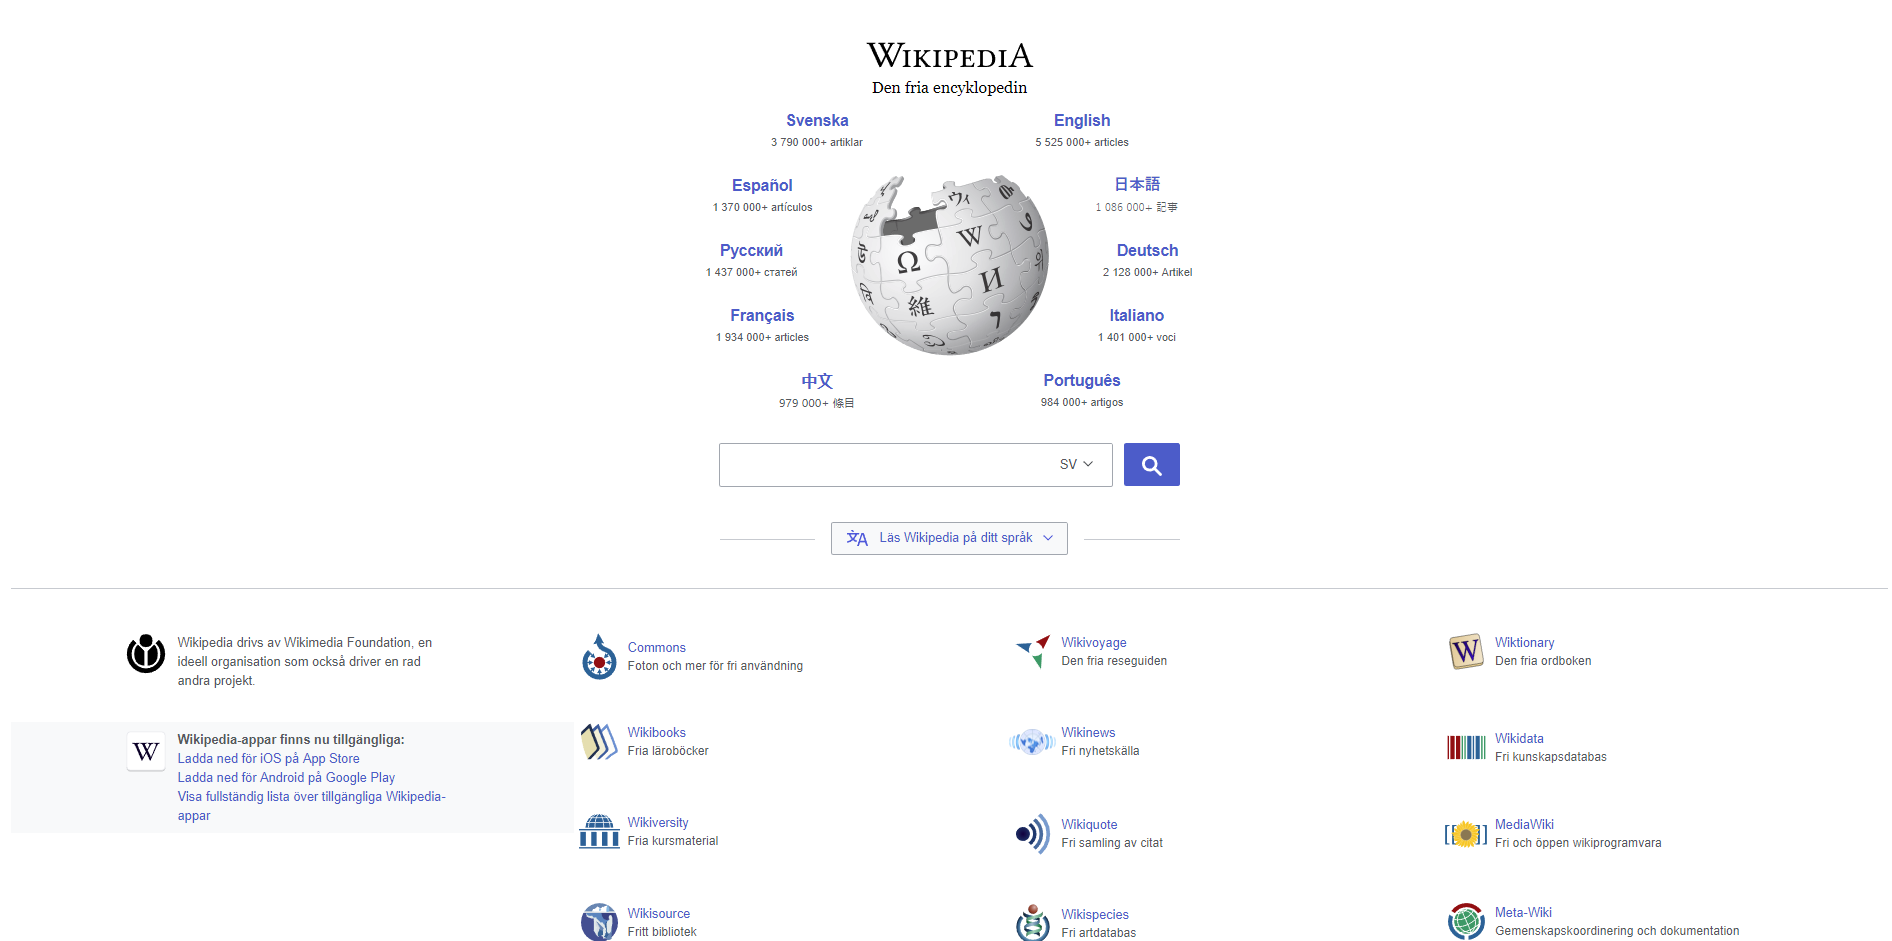 WIKIPEDIA
Den fria encyklopedin
Svenska
3 790 000+ artiklar
English
5 525 000+ articles
Español
1 370 000+ artículos
日本語
1 086 000+ 記事
Русский
1 437 000+ статей
Deutsch
2 128 000+ Artikel
Français
1 934 000+ articles
Italiano
1 401 000+ voci
中文
979 000+ 條目
Português
984 000+ artigos
Ω
W
И
維
ウィ
SV
Läs Wikipedia på ditt språk
Wikipedia drivs av Wikimedia Foundation, en
ideell organisation som också driver en rad
andra projekt.
W
Wikipedia-appar finns nu tillgängliga:
Ladda ned för iOS på App Store
Ladda ned för Android på Google Play
Visa fullständig lista över tillgängliga Wikipedia-
appar
Commons
Foton och mer för fri användning
Wikivoyage
Den fria reseguiden
W
Wiktionary
Den fria ordboken
Wikibooks
Fria läroböcker
Wikinews
Fri nyhetskälla
Wikidata
Fri kunskapsdatabas
Wikiversity
Fria kursmaterial
Wikiquote
Fri samling av citat
MediaWiki
Fri och öppen wikiprogramvara
Wikisource
Fritt bibliotek
Wikispecies
Fri artdatabas
Meta-Wiki
Gemenskapskoordinering och dokumentation